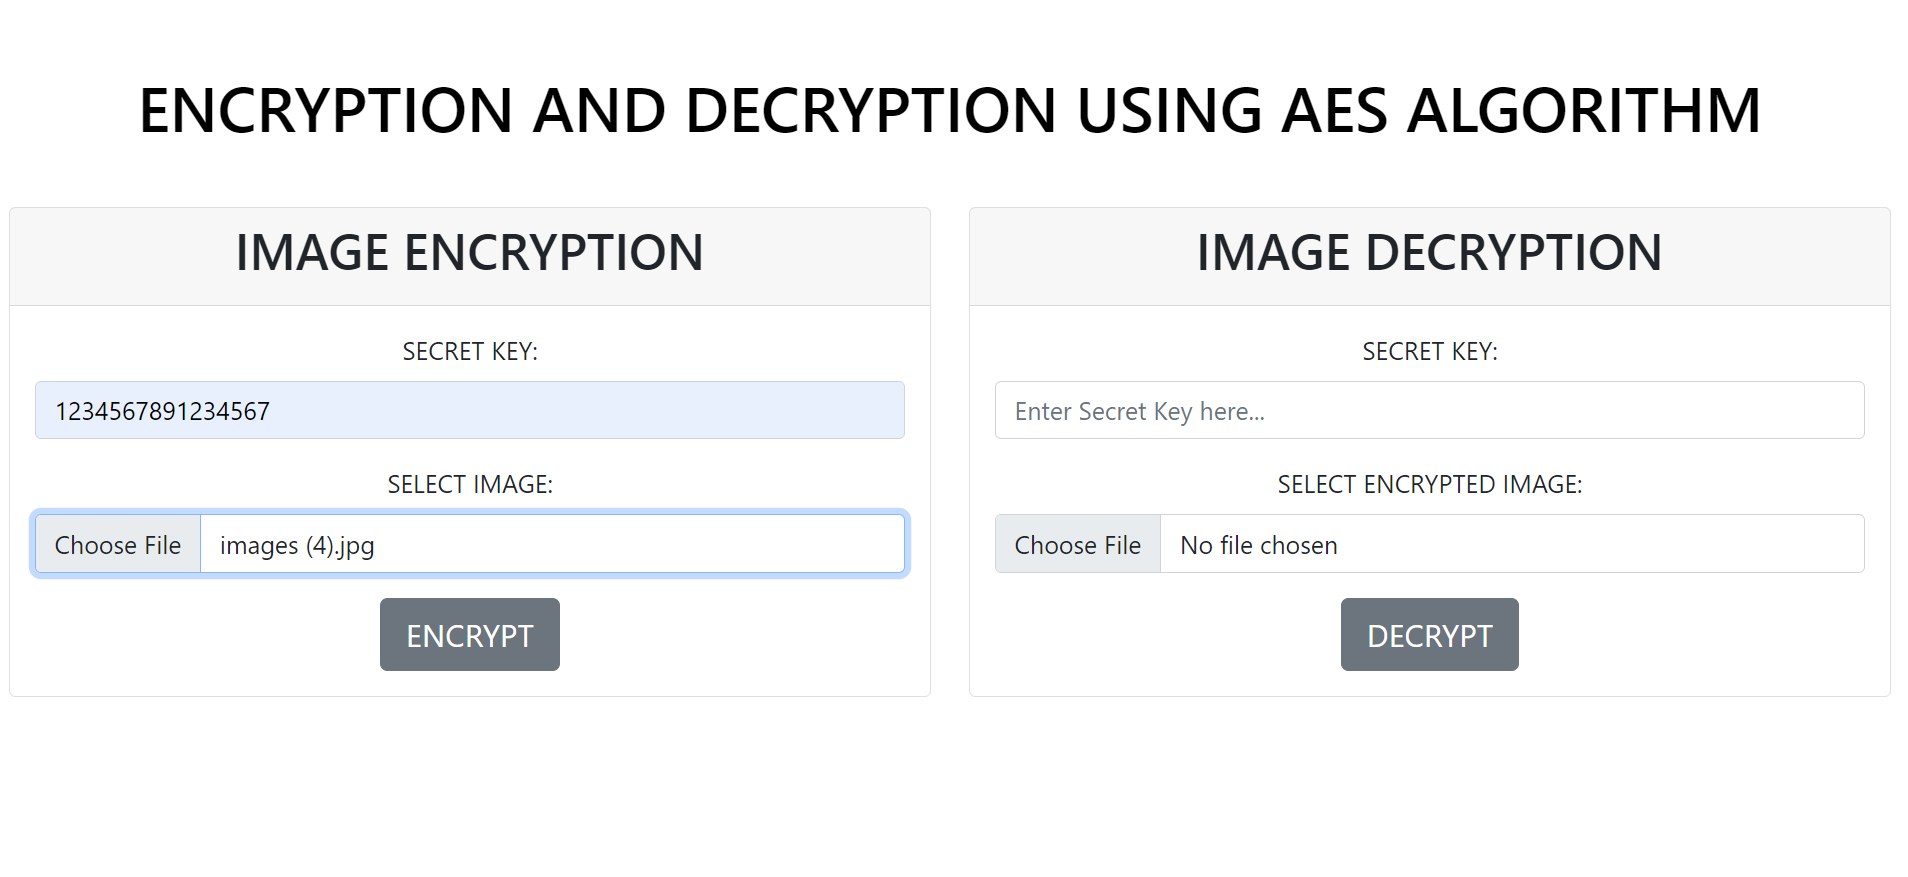 ENCRYPTION AND DECRYPTION USING AES ALGORITHM
IMAGE ENCRYPTION
SECRET KEY:
1234567891234567
SELECT IMAGE:
Choose File images (4).jpg
ENCRYPT
IMAGE DECRYPTION
SECRET KEY:
Enter Secret Key here...
SELECT ENCRYPTED IMAGE:
Choose File No file chosen
DECRYPT